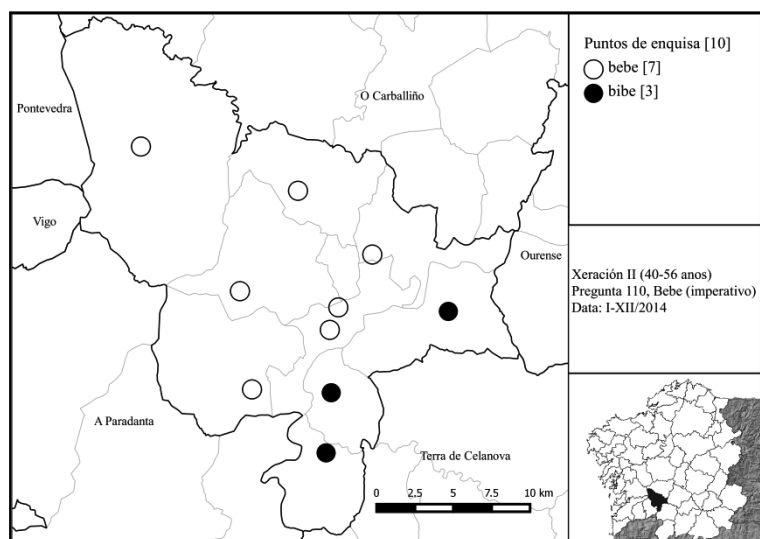 Puntos de enquisa [10]
bebe [7]
bibe [3]
O Carballiño
Pontevedra
Vigo
Ourense
Xeración II (40-56 anos)
Pregunta 110, Bebe (imperativo)
Data: I-XII/2014
A Paradanta
Terra de Celanova
0 2,5 5 7.5 10 km